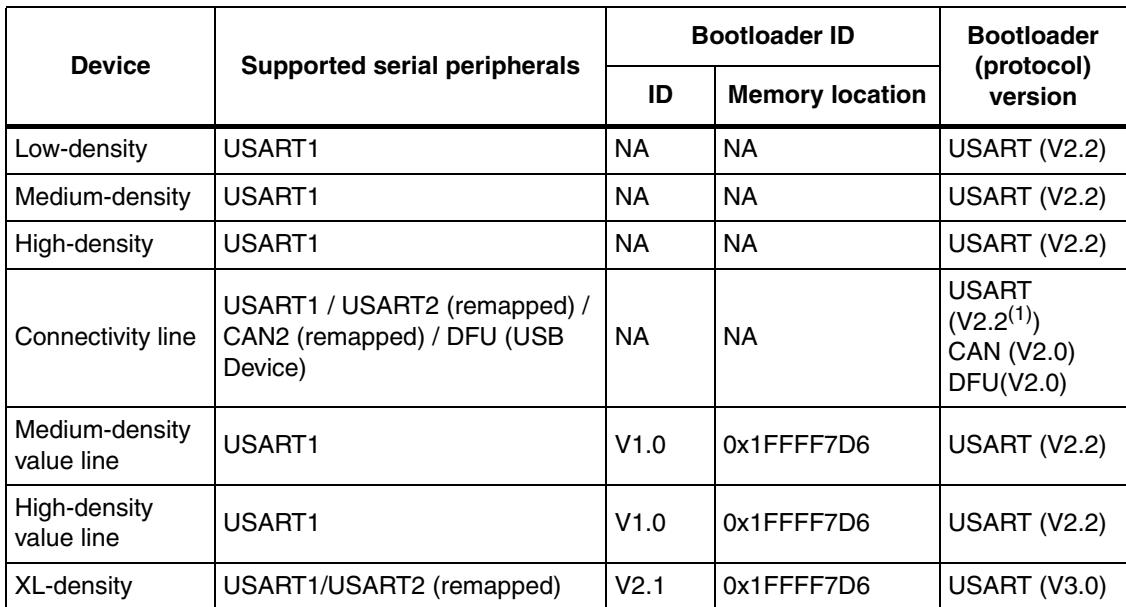 Device Supported serial peripherals Bootloader ID Bootloader (protocol) version
ID Memory location
Low-density USART1 NA NA USART (V2.2)
Medium-density USART1 NA NA USART (V2.2)
High-density USART1 NA NA USART (V2.2)
Connectivity line USART1 / USART2 (remapped) / CAN2 (remapped) / DFU (USB Device) NA NA USART (V2.2(1)) CAN (V2.0) DFU(V2.0)
Medium-density value line USART1 V1.0 0x1FFFF7D6 USART (V2.2)
High-density value line USART1 V1.0 0x1FFFF7D6 USART (V2.2)
XL-density USART1/USART2 (remapped) V2.1 0x1FFFF7D6 USART (V3.0)